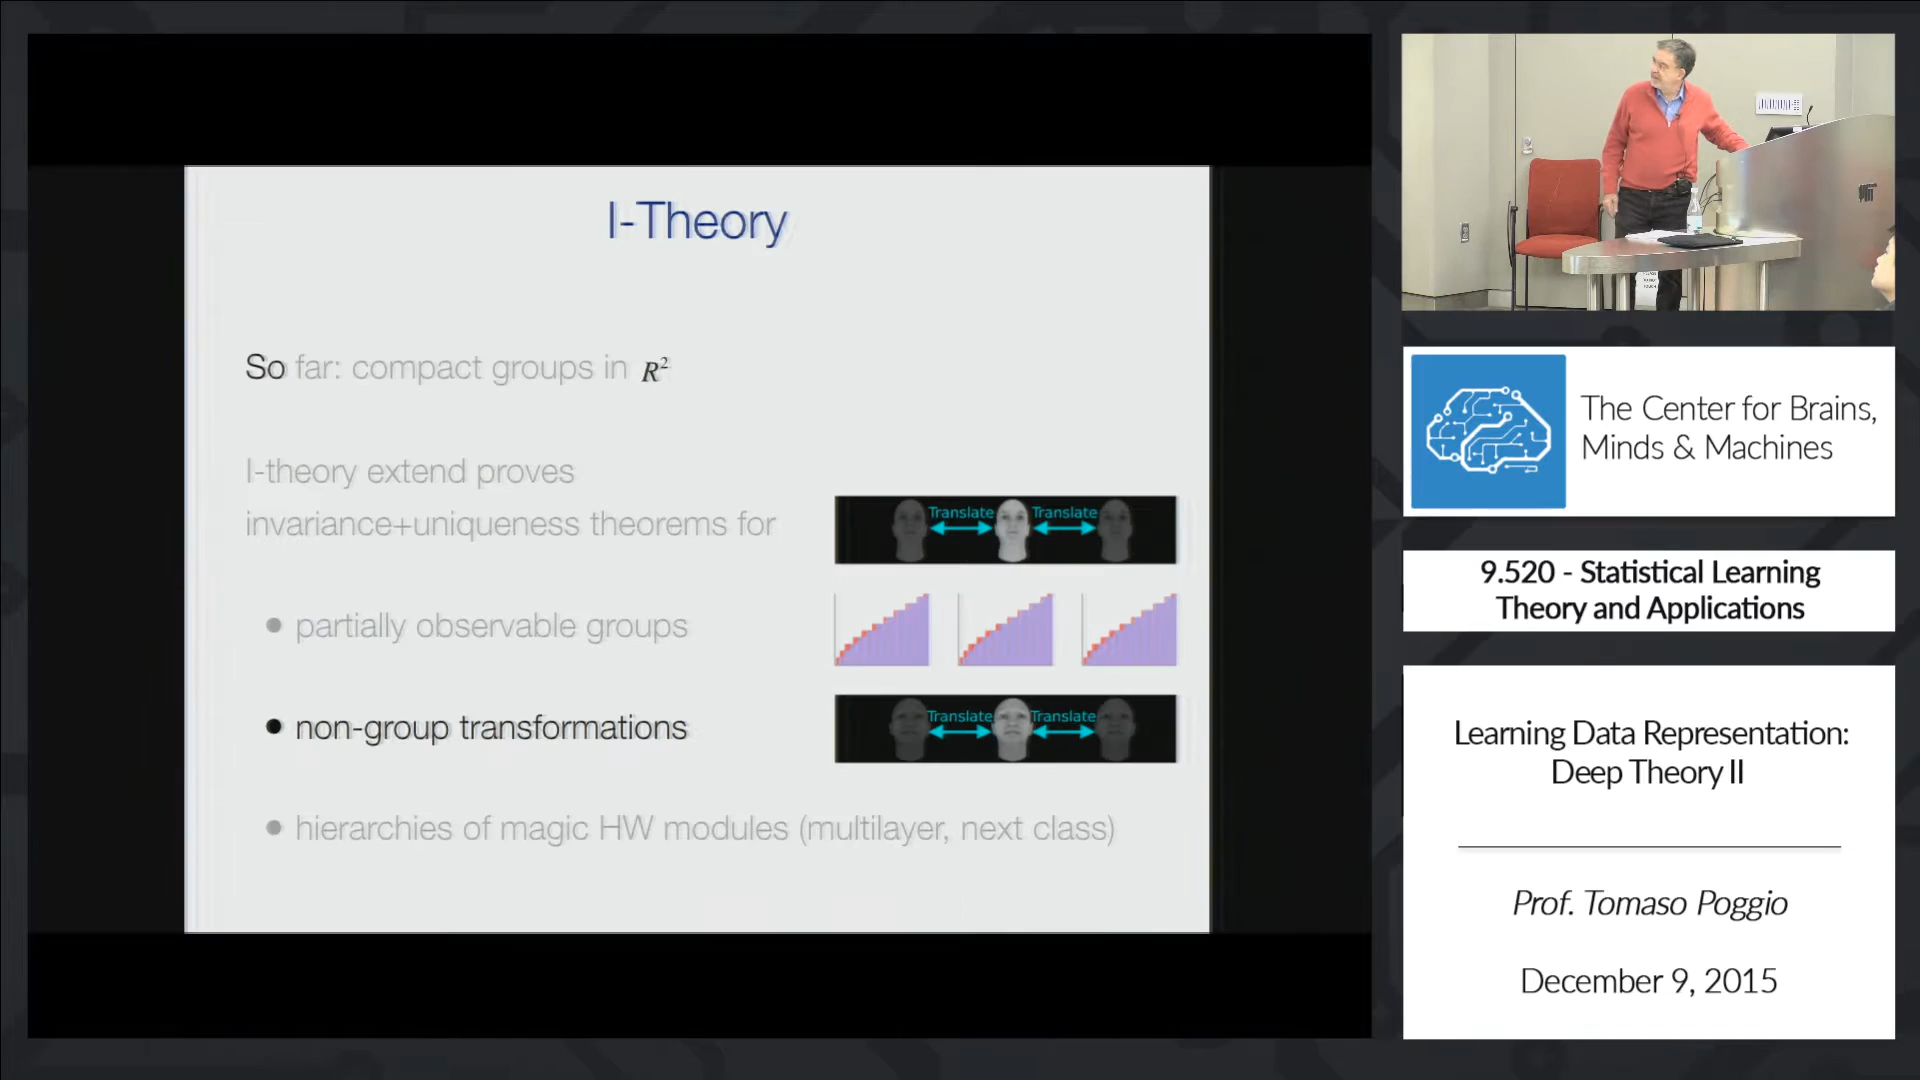 I-Theory
So far: compact groups in R²
I-theory extend proves
invariance+uniqueness theorems for
Translate Translate
• partially observable groups
• non-group transformations
Translate Translate
• hierarchies of magic HW modules (multilayer, next class)
The Center for Brains,
Minds & Machines
9.520 - Statistical Learning
Theory and Applications
Learning Data Representation:
Deep Theory II
Prof. Tomaso Poggio
December 9, 2015